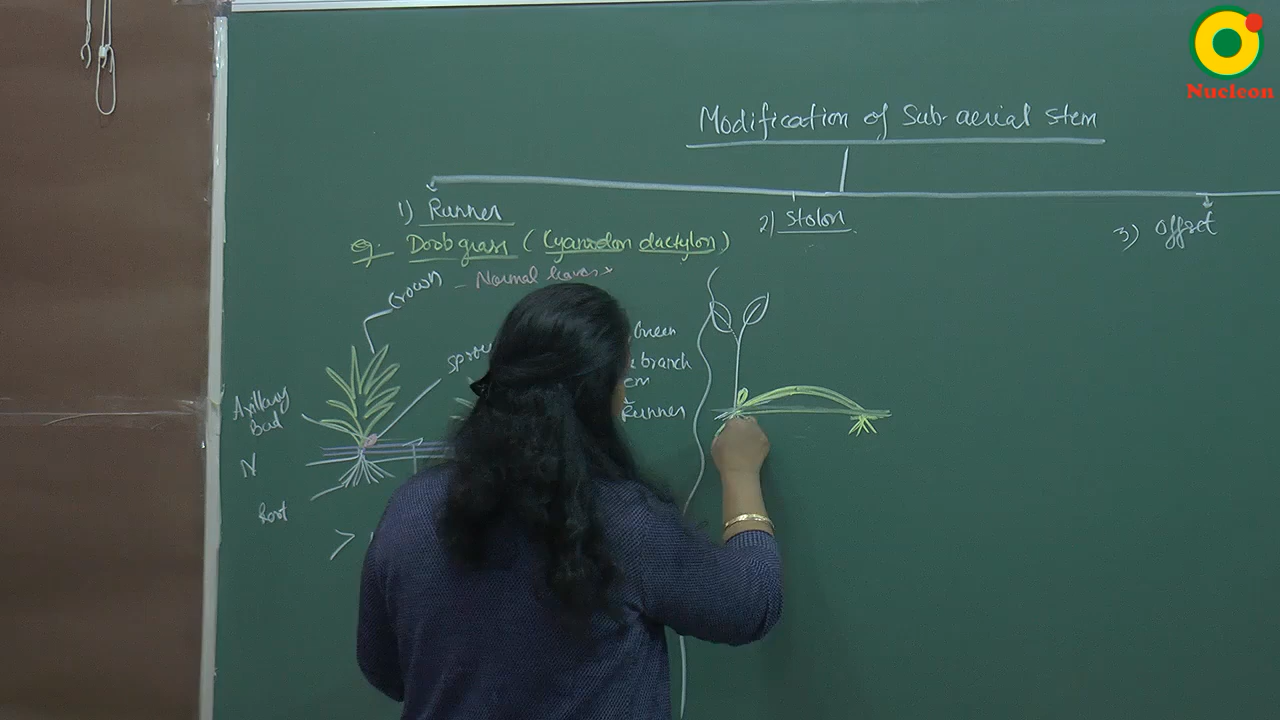 Nucleon
Modification of Sub-aerial stem
1) Runner
2) Stolon
3) Offset
eg. Doob grass (Cyanodon dactylon)
Crown - Normal leaves
Green
branch
Runner
Axillary
Bud
N
Root